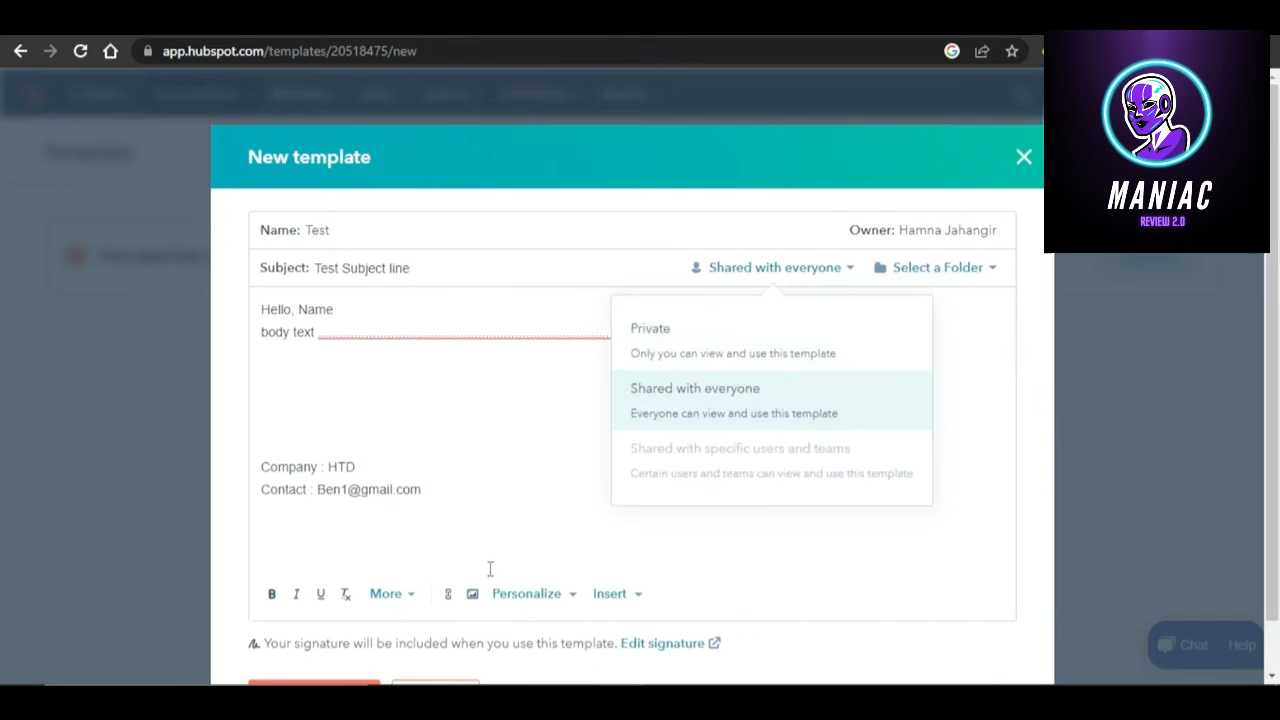 app.hubspot.com/templates/20518475/new
MANIAC
REVIEW 2.0
New template
Name: Test
Owner: Hamna Jahangir
Subject: Test Subject line
Shared with everyone
Select a Folder
Hello, Name
body text
Private
Only you can view and use this template
Shared with everyone
Everyone can view and use this template
Shared with specific users and teams
Certain users and teams can view and use this template
Company : HTD
Contact : Ben1@gmail.com
B I U Tx More Personalize Insert
Your signature will be included when you use this template. Edit signature
Chat Help